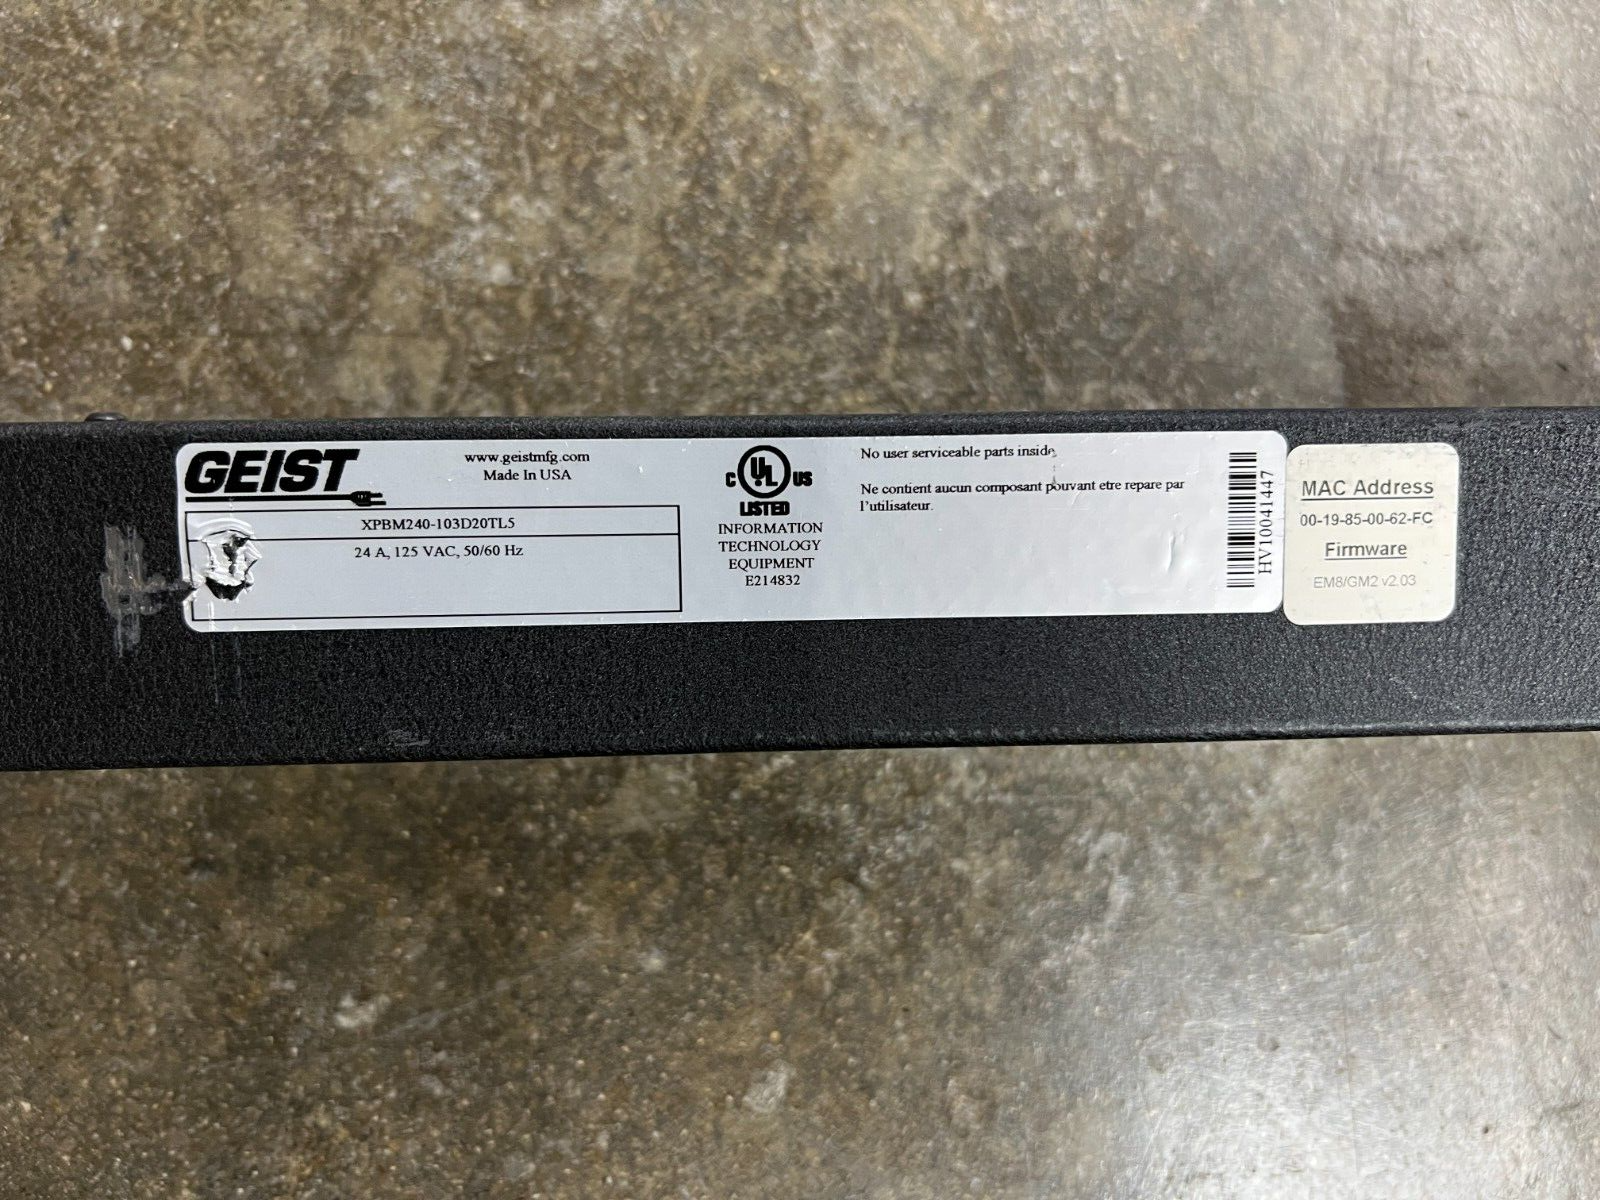 GEIST
www.geistmfg.com
Made In USA
XPBM240-103D20TL5
24 A, 125 VAC, 50/60 Hz
C UL US
LISTED
INFORMATION
TECHNOLOGY
EQUIPMENT
E214832
No user serviceable parts inside
Ne contient aucun composant pouvant etre repare par
l'utilisateur.
HV10041447
MAC Address
00-19-85-00-62-FC
Firmware
EM8/GM2 v2.03